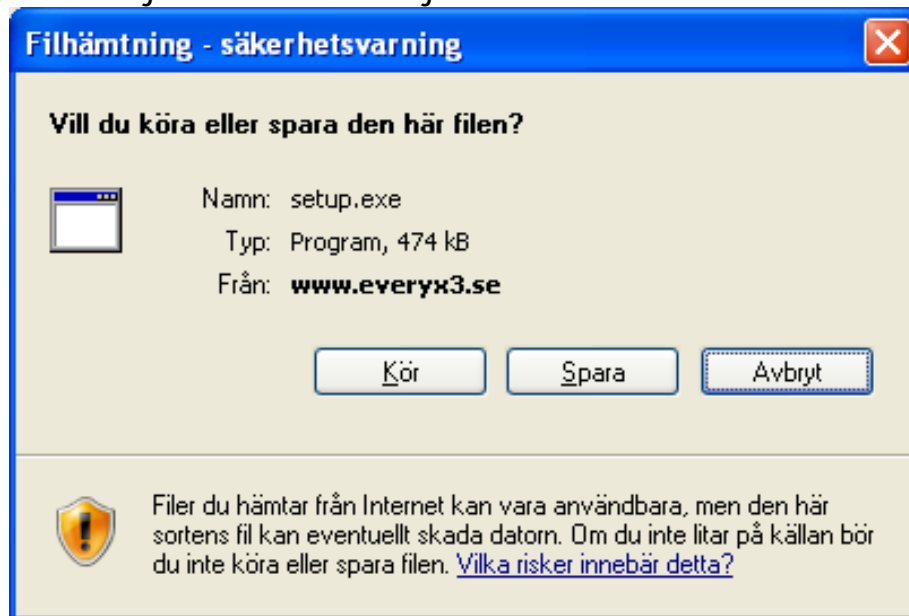 Filhämtning - säkerhetsvarning
Vill du köra eller spara den här filen?
Namn: setup.exe
Typ: Program, 474 kB
Från: www.everyx3.se
Kör Spara Avbryt
Filer du hämtar från Internet kan vara användbara, men den här
sortens fil kan eventuellt skada datorn. Om du inte litar på källan bör
du inte köra eller spara filen. Vilka risker innebär detta?